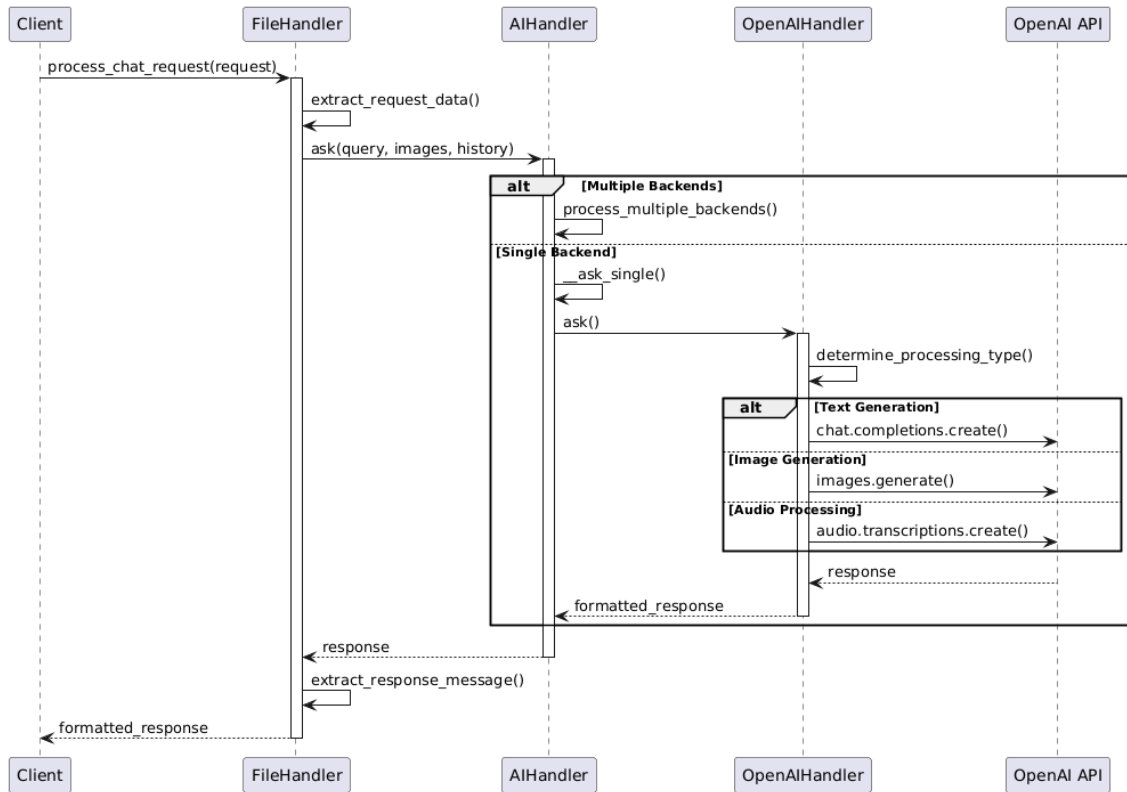 Client FileHandler AIHandler OpenAIHandler OpenAI API
process_chat_request(request)
extract_request_data()
ask(query, images, history)
alt [Multiple Backends]
process_multiple_backends()
[Single Backend]
__ask_single()
ask()
determine_processing_type()
alt [Text Generation]
chat.completions.create()
[Image Generation]
images.generate()
[Audio Processing]
audio.transcriptions.create()
response
formatted_response
response
extract_response_message()
formatted_response
Client FileHandler AIHandler OpenAIHandler OpenAI API